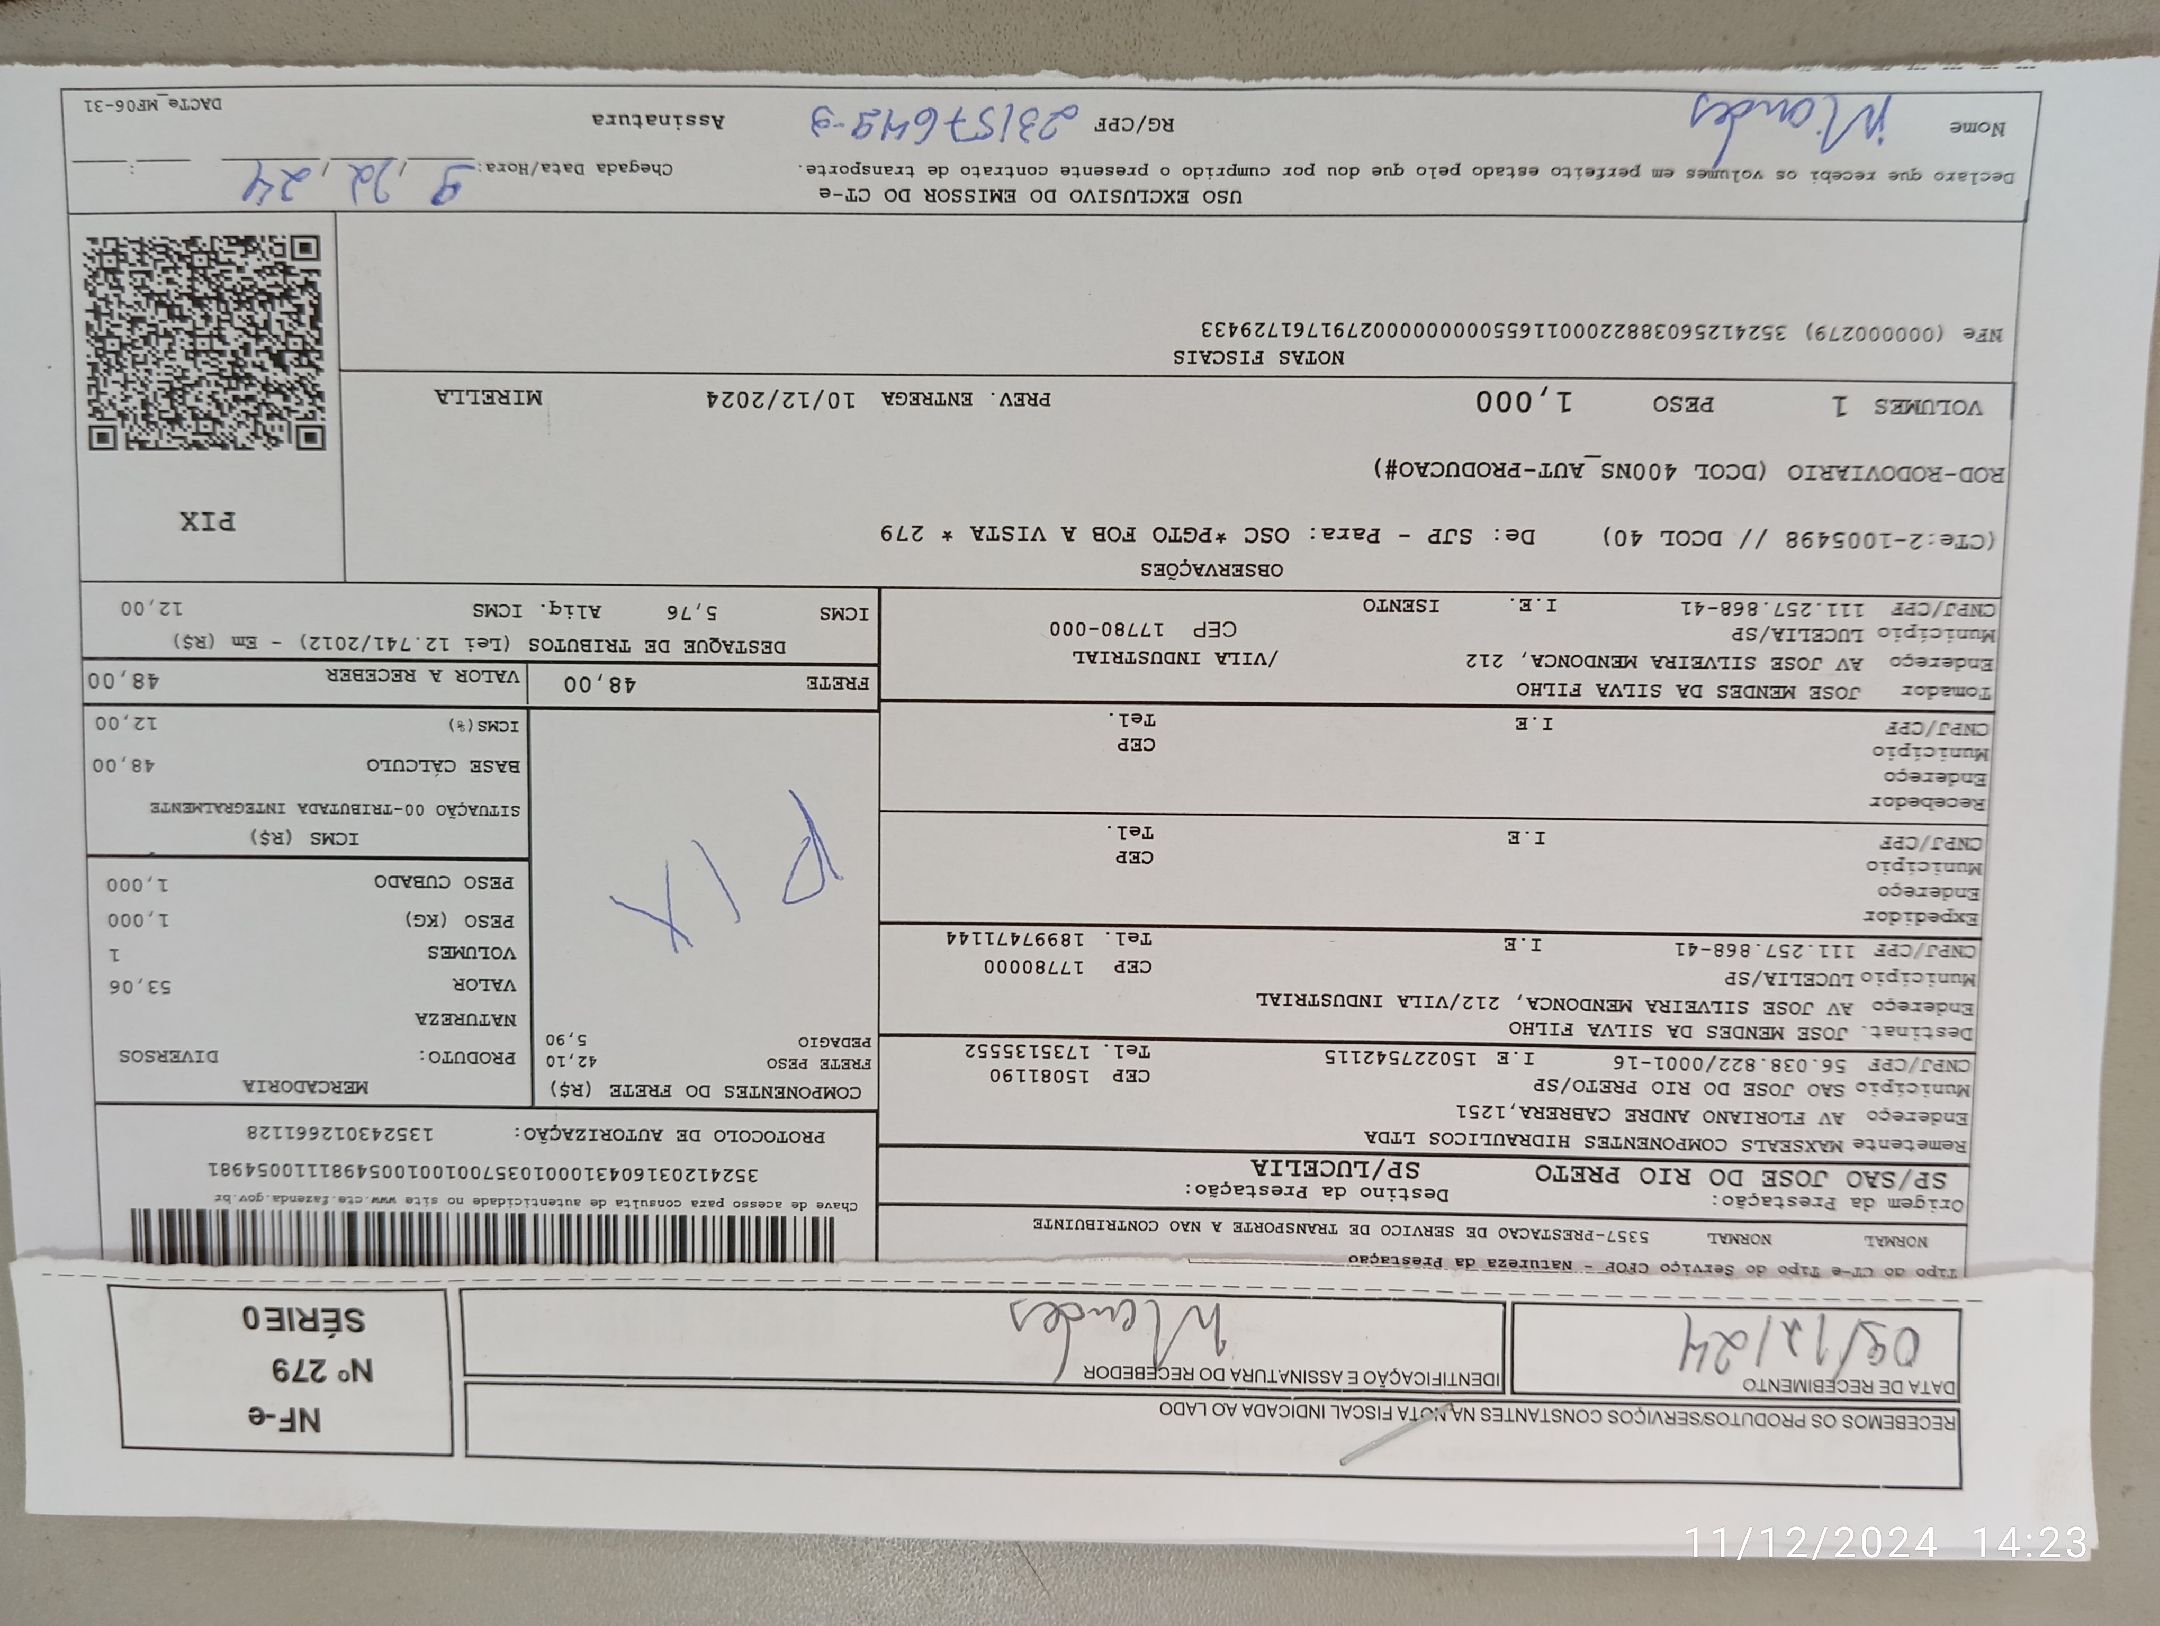 NF-e
Nº 279
SÉRIE0
RECEBEMOS OS PRODUTOS/SERVIÇOS CONSTANTES NA NOTA FISCAL INDICADA AO LADO
DATA DE RECEBIMENTO
09/12/24
IDENTIFICAÇÃO E ASSINATURA DO RECEBEDOR
Mendes
Tipo do CT-e Tipo do Serviço CFOP - Natureza da Prestação
NORMAL NORMAL 5357-PRESTACAO DE SERVICO DE TRANSPORTE A NAO CONTRIBUINTE
Origem da Prestação: Destino da Prestação:
SP/SAO JOSE DO RIO PRETO SP/LUCELIA
Chave de acesso para consulta de autenticidade no site www.cte.fazenda.gov.br
352412031604310001035700100100549811110054981
PROTOCOLO DE AUTORIZAÇÃO: 135243012661128
Remetente MAXSEALS COMPONENTES HIDRAULICOS LTDA
Endereço AV FLORIANO ANDRE CABRERA,1251
Município SAO JOSE DO RIO PRETO/SP CEP 15081190
CNPJ/CPF 56.038.822/0001-16 I.E 150227542115 Tel. 1735135552
Destinat. JOSE MENDES DA SILVA FILHO
Endereço AV JOSE SILVEIRA MENDONCA, 212/VILA INDUSTRIAL
Município LUCELIA/SP CEP 17780000
CNPJ/CPF 111.257.868-41 I.E Tel. 18997471144
Expedidor
Endereço
Município CEP
CNPJ/CPF I.E Tel.
Recebedor
Endereço
Município CEP
CNPJ/CPF I.E Tel.
Tomador JOSE MENDES DA SILVA FILHO
Endereço AV JOSE SILVEIRA MENDONCA, 212 /VILA INDUSTRIAL
Município LUCELIA/SP CEP 17780-000
CNPJ/CPF 111.257.868-41 I.E. ISENTO
COMPONENTES DO FRETE (R$)
FRETE PESO 42,10
PEDAGIO 5,90
PIX
MERCADORIA
PRODUTO: DIVERSOS
NATUREZA
VALOR 53,06
VOLUMES 1
PESO (KG) 1,000
PESO CUBADO 1,000
ICMS (R$)
SITUAÇÃO 00-TRIBUTADA INTEGRALMENTE
BASE CÁLCULO 48,00
ICMS(%) 12,00
FRETE 48,00 VALOR A RECEBER 48,00
DESTAQUE DE TRIBUTOS (Lei 12.741/2012) - Em (R$)
ICMS 5,76 Aliq. ICMS 12,00
OBSERVAÇÕES
(CTe:2-1005498 // DCOL 40) De: SJP - Para: OSC *PGTO FOB A VISTA * 279
ROD-RODOVIARIO (DCOL 400NS_AUT-PRODUCAO#)
PIX
VOLUMES 1 PESO 1,000 PREV. ENTREGA 10/12/2024 MIRELLA
NOTAS FISCAIS
NFe (00000279) 35241256038822000116550000000002791761729433
USO EXCLUSIVO DO EMISSOR DO CT-e
Declaro que recebi os volumes em perfeito estado pelo que dou por cumprido o presente contrato de transporte. Chegada Data/Hora: 9,12,24 :
Nome Mendes RG/CPF 23157649-9 Assinatura
DACTe_MF06-31
11/12/2024 14:23